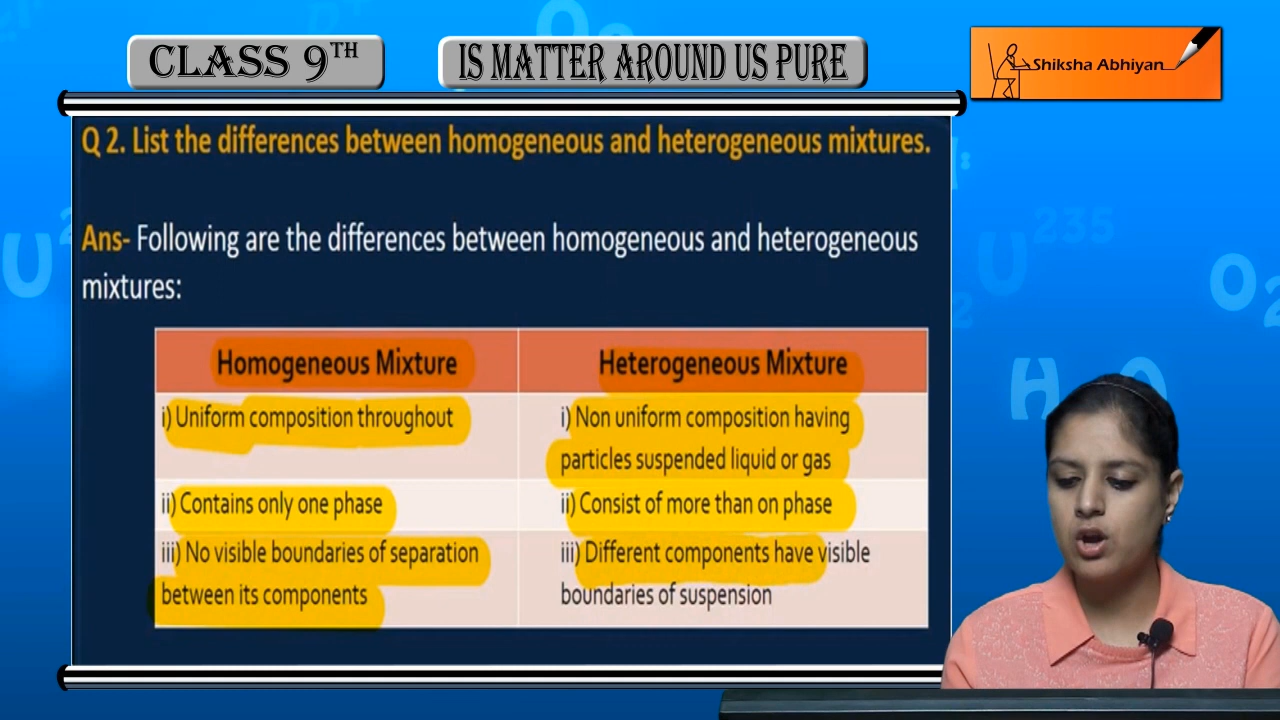 CLASS 9TH
IS MATTER AROUND US PURE
Shiksha Abhiyan
Q 2. List the differences between homogeneous and heterogeneous mixtures.
Ans- Following are the differences between homogeneous and heterogeneous
mixtures:
Homogeneous Mixture
Heterogeneous Mixture
i) Uniform composition throughout
i) Non uniform composition having
particles suspended liquid or gas
ii) Contains only one phase
ii) Consist of more than on phase
iii) No visible boundaries of separation
between its components
iii) Different components have visible
boundaries of suspension
U 235
O2